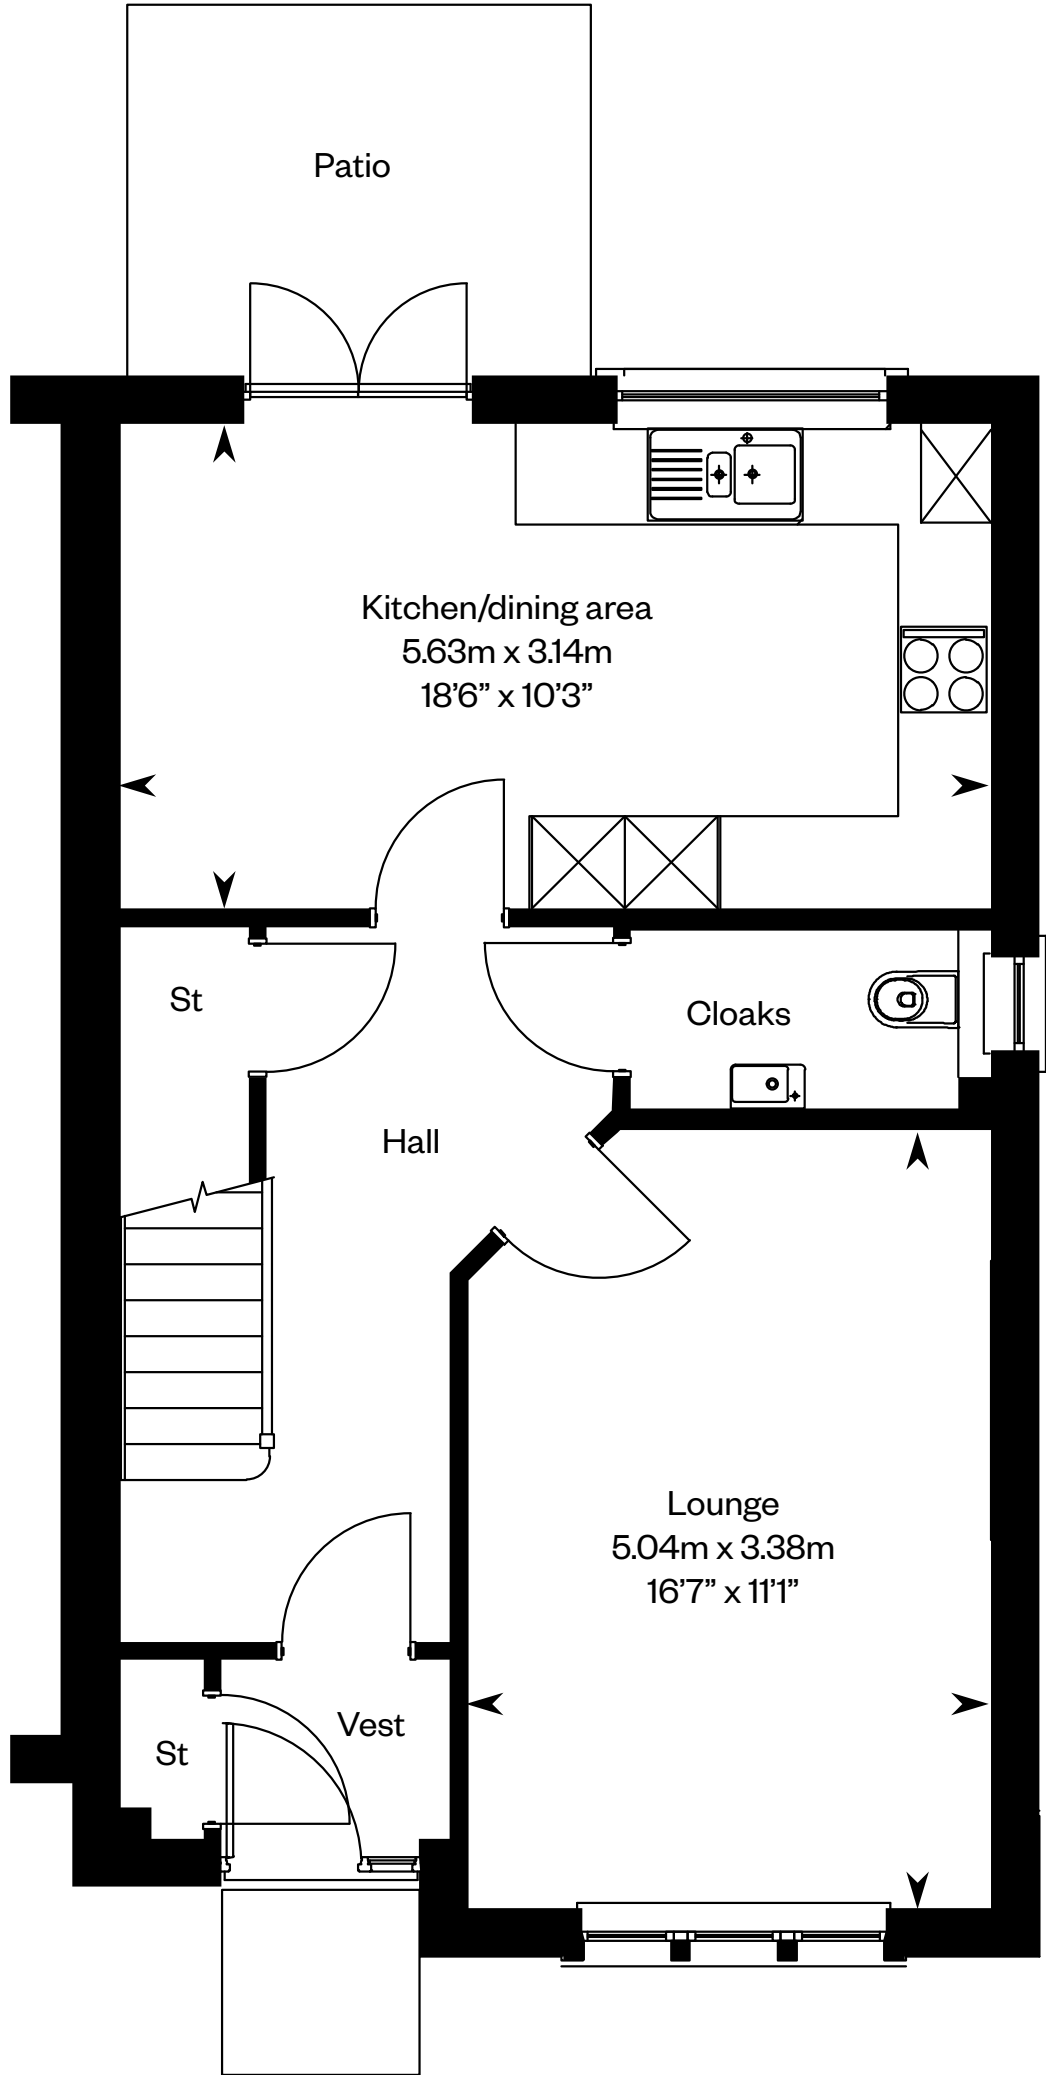 Patio
Kitchen/dining area
5.63m x 3.14m
18’6” x 10’3”
St
Cloaks
Hall
Lounge
5.04m x 3.38m
16’7” x 11’1”
Vest
St